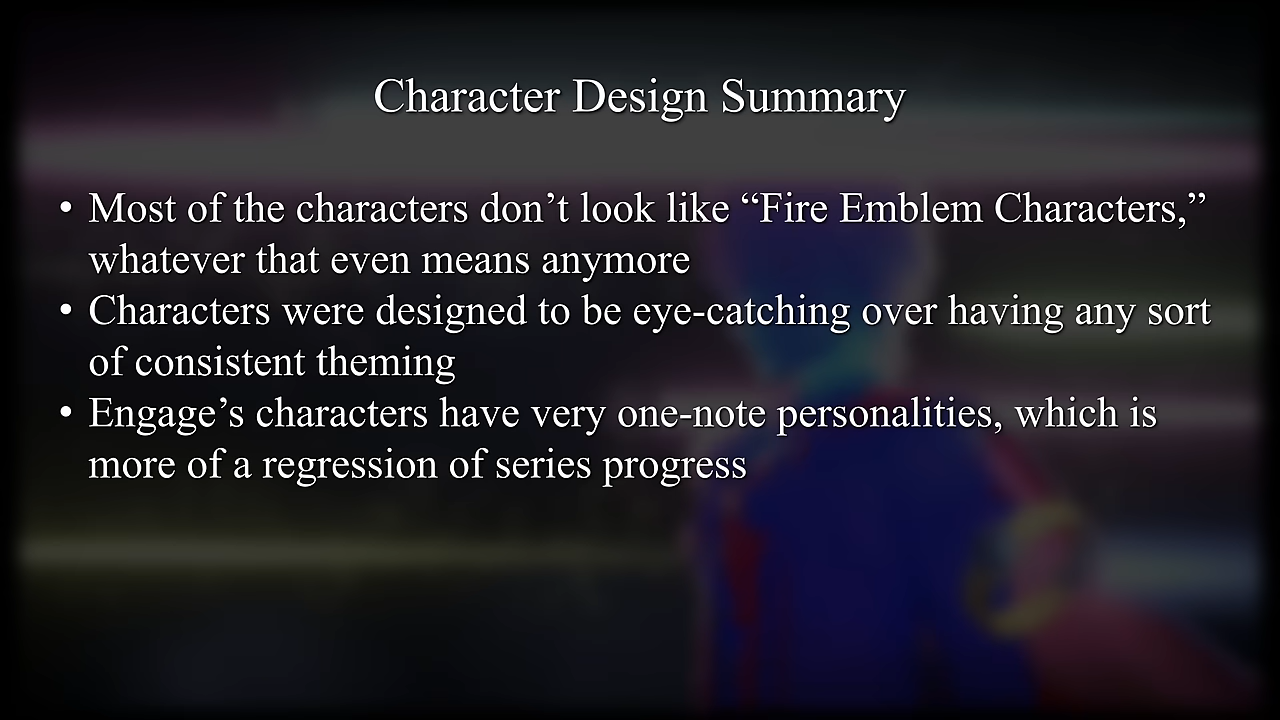 Character Design Summary
• Most of the characters don’t look like “Fire Emblem Characters,”
whatever that even means anymore
• Characters were designed to be eye-catching over having any sort
of consistent theming
• Engage’s characters have very one-note personalities, which is
more of a regression of series progress